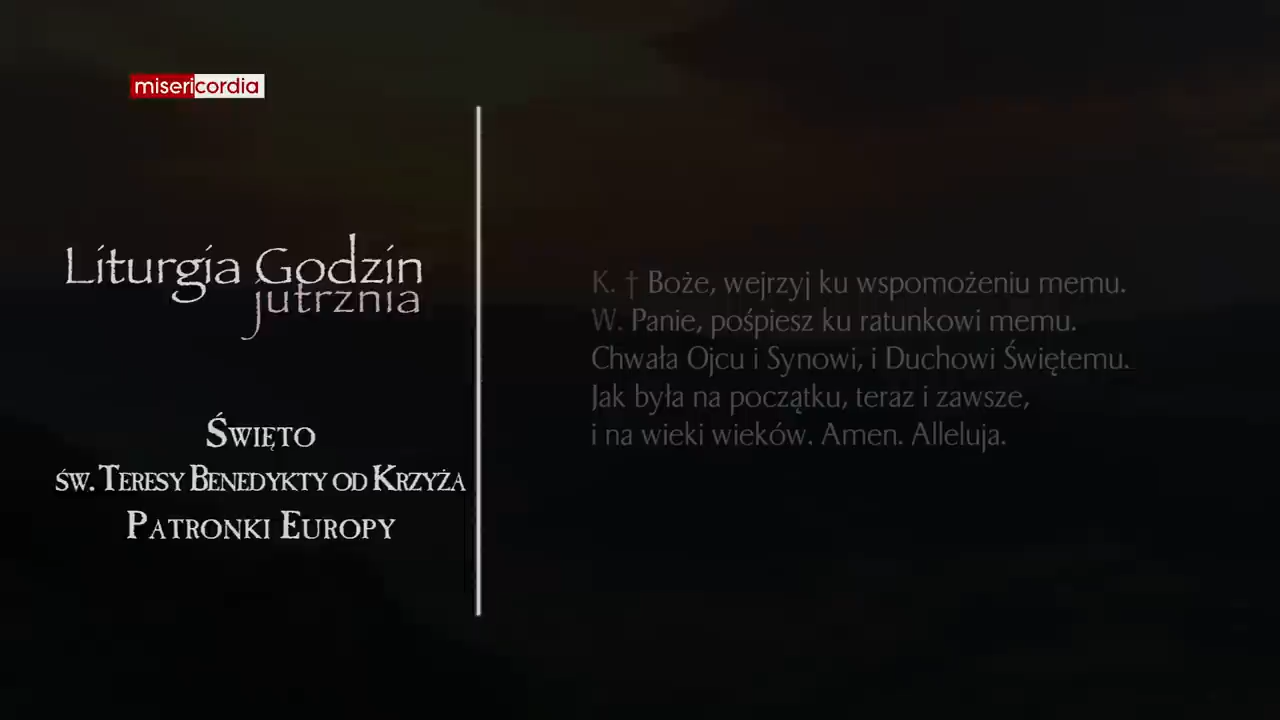 misericordia
Liturgia Godzin
jutrznia
Święto
św. Teresy Benedykty od Krzyża
Patronki Europy
K. † Boże, wejrzyj ku wspomożeniu memu.
W. Panie, pośpiesz ku ratunkowi memu.
Chwała Ojcu i Synowi, i Duchowi Świętemu.
Jak była na początku, teraz i zawsze,
i na wieki wieków. Amen. Alleluja.